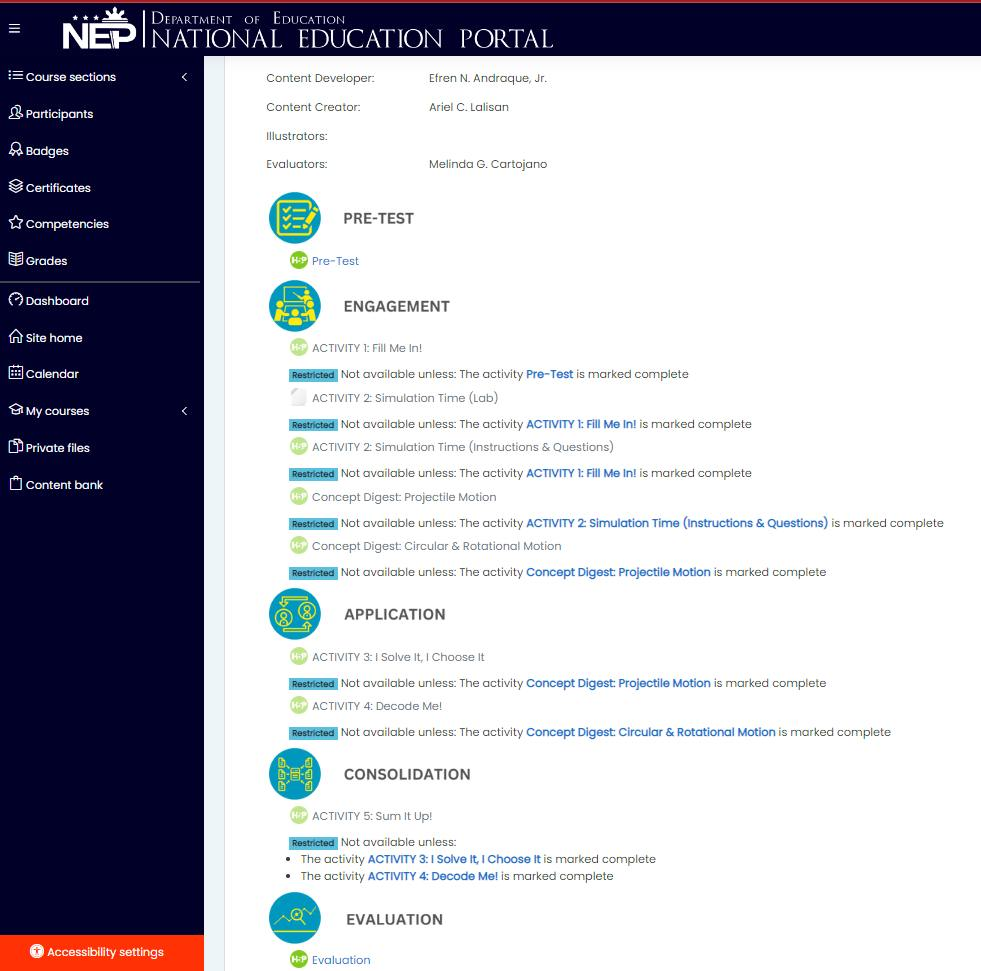 NEP
DEPARTMENT OF EDUCATION
NATIONAL EDUCATION PORTAL
Course sections
Participants
Badges
Certificates
Competencies
Grades
Dashboard
Site home
Calendar
My courses
Private files
Content bank
Accessibility settings
Content Developer: Efren N. Andraque, Jr.
Content Creator: Ariel C. Lalisan
Illustrators:
Evaluators: Melinda G. Cartojano
PRE-TEST
H-P Pre-Test
ENGAGEMENT
H-P ACTIVITY 1: Fill Me In!
Restricted Not available unless: The activity Pre-Test is marked complete
ACTIVITY 2: Simulation Time (Lab)
Restricted Not available unless: The activity ACTIVITY 1: Fill Me In! is marked complete
H-P ACTIVITY 2: Simulation Time (Instructions & Questions)
Restricted Not available unless: The activity ACTIVITY 1: Fill Me In! is marked complete
H-P Concept Digest: Projectile Motion
Restricted Not available unless: The activity ACTIVITY 2: Simulation Time (Instructions & Questions) is marked complete
H-P Concept Digest: Circular & Rotational Motion
Restricted Not available unless: The activity Concept Digest: Projectile Motion is marked complete
APPLICATION
H-P ACTIVITY 3: I Solve It, I Choose It
Restricted Not available unless: The activity Concept Digest: Projectile Motion is marked complete
H-P ACTIVITY 4: Decode Me!
Restricted Not available unless: The activity Concept Digest: Circular & Rotational Motion is marked complete
CONSOLIDATION
H-P ACTIVITY 5: Sum It Up!
Restricted Not available unless:
• The activity ACTIVITY 3: I Solve It, I Choose It is marked complete
• The activity ACTIVITY 4: Decode Me! is marked complete
EVALUATION
H-P Evaluation